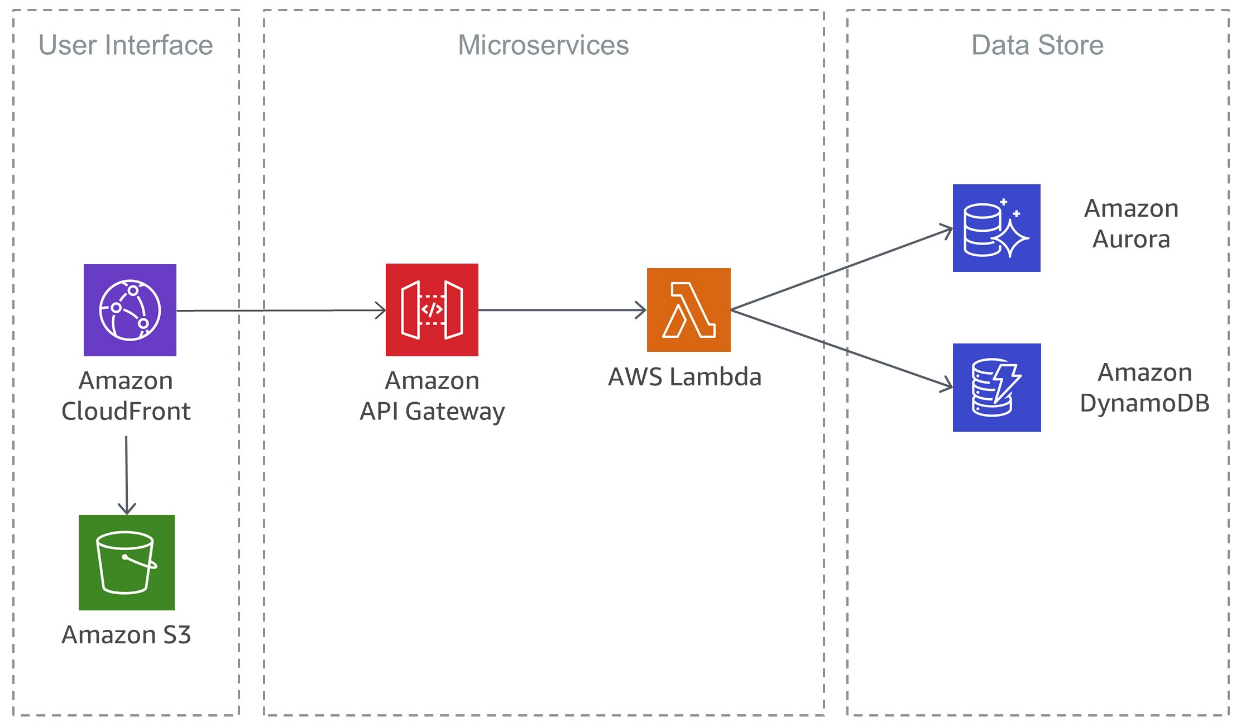 User Interface
Microservices
Data Store
Amazon
CloudFront
Amazon S3
Amazon
API Gateway
</>
AWS Lambda
Amazon
Aurora
Amazon
DynamoDB